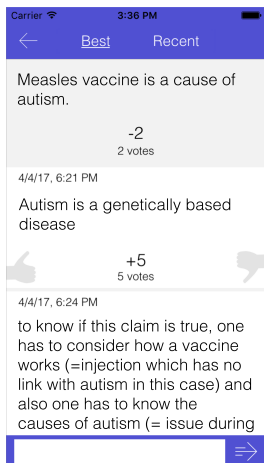 Carrier 3:36 PM
Best Recent
Measles vaccine is a cause of
autism.
-2
2 votes
4/4/17, 6:21 PM
Autism is a genetically based
disease
+5
5 votes
4/4/17, 6:24 PM
to know if this claim is true, one
has to consider how a vaccine
works (=injection which has no
link with autism in this case) and
also one has to know the
causes of autism (= issue during